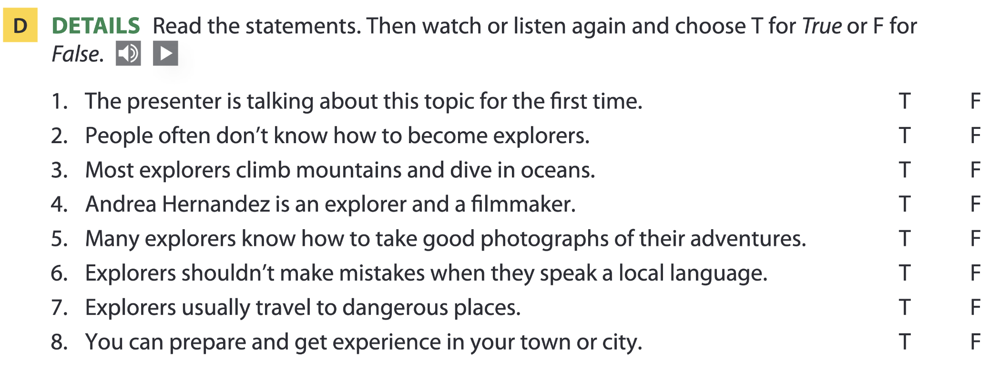 D DETAILS Read the statements. Then watch or listen again and choose T for True or F for
False.
1. The presenter is talking about this topic for the first time. T F
2. People often don’t know how to become explorers. T F
3. Most explorers climb mountains and dive in oceans. T F
4. Andrea Hernandez is an explorer and a filmmaker. T F
5. Many explorers know how to take good photographs of their adventures. T F
6. Explorers shouldn’t make mistakes when they speak a local language. T F
7. Explorers usually travel to dangerous places. T F
8. You can prepare and get experience in your town or city. T F